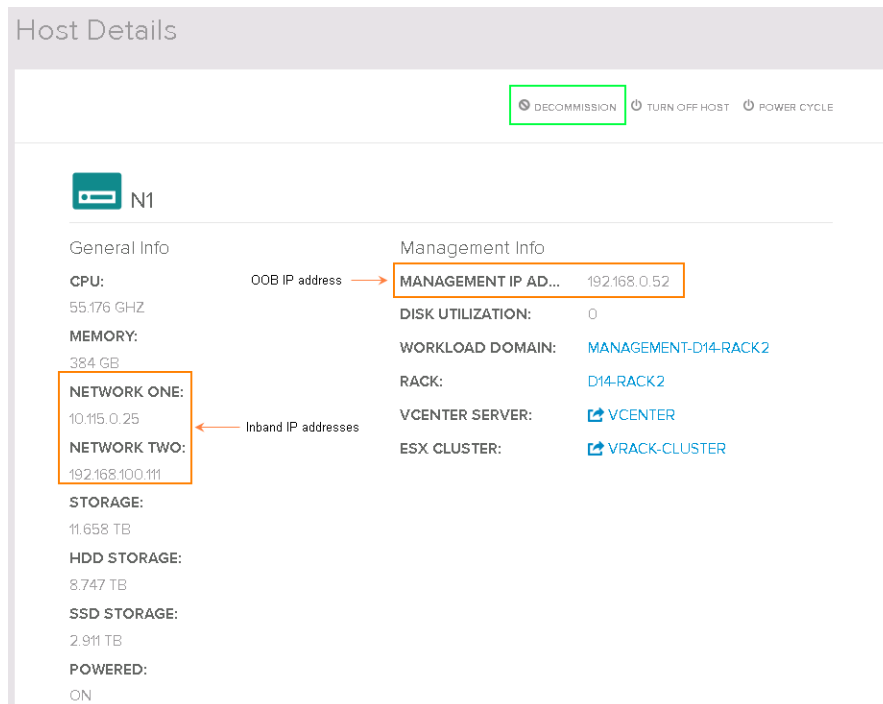 Host Details
DECOMMISSION TURN OFF HOST POWER CYCLE
N1
General Info
CPU:
55.176 GHZ
MEMORY:
384 GB
NETWORK ONE:
10.115.0.25
NETWORK TWO:
192.168.100.111
STORAGE:
11.658 TB
HDD STORAGE:
8.747 TB
SSD STORAGE:
2.911 TB
POWERED:
ON
OOB IP address
Inband IP addresses
Management Info
MANAGEMENT IP AD... 192.168.0.52
DISK UTILIZATION: 0
WORKLOAD DOMAIN: MANAGEMENT-D14-RACK2
RACK: D14-RACK2
VCENTER SERVER: VCENTER
ESX CLUSTER: VRACK-CLUSTER